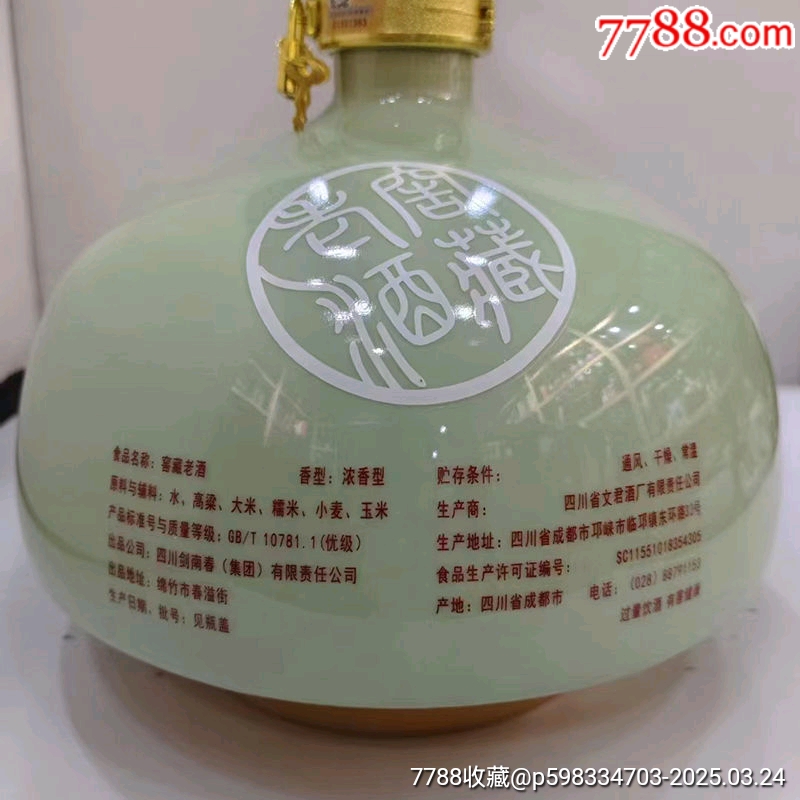 7788.com
窖藏
老酒
食品名称：窖藏老酒 香型：浓香型
原料与辅料：水、高粱、大米、糯米、小麦、玉米
产品标准号与质量等级：GB/T 10781.1(优级)
出品公司：四川剑南春（集团）有限责任公司
出品地址：绵竹市春溢街
生产日期、批号：见瓶盖
贮存条件： 通风、干燥、常温
生产商： 四川省文君酒厂有限责任公司
生产地址：四川省成都市邛崃市临邛镇东环路33号
食品生产许可证编号： SC11551018354305
产地：四川省成都市 电话：(028) 88791153
过量饮酒 有害健康
7788收藏@p598334703-2025.03.24